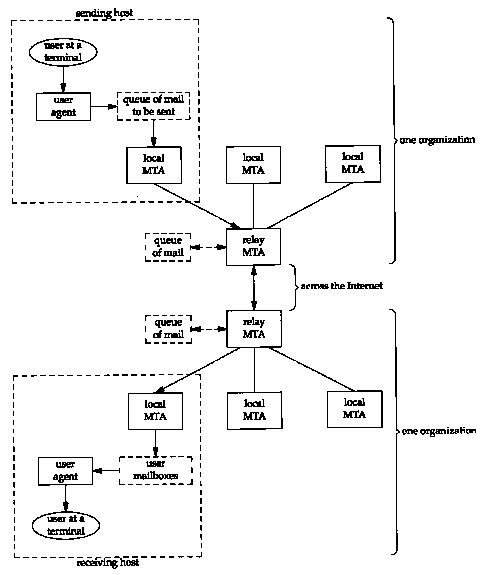 sending host
user at a
terminal
user
agent
queue of mail
to be sent
local
MTA
local
MTA
local
MTA
one organization
queue
of mail
relay
MTA
across the Internet
queue
of mail
relay
MTA
local
MTA
local
MTA
local
MTA
one organization
user
agent
user
mailboxes
user at a
terminal
receiving host